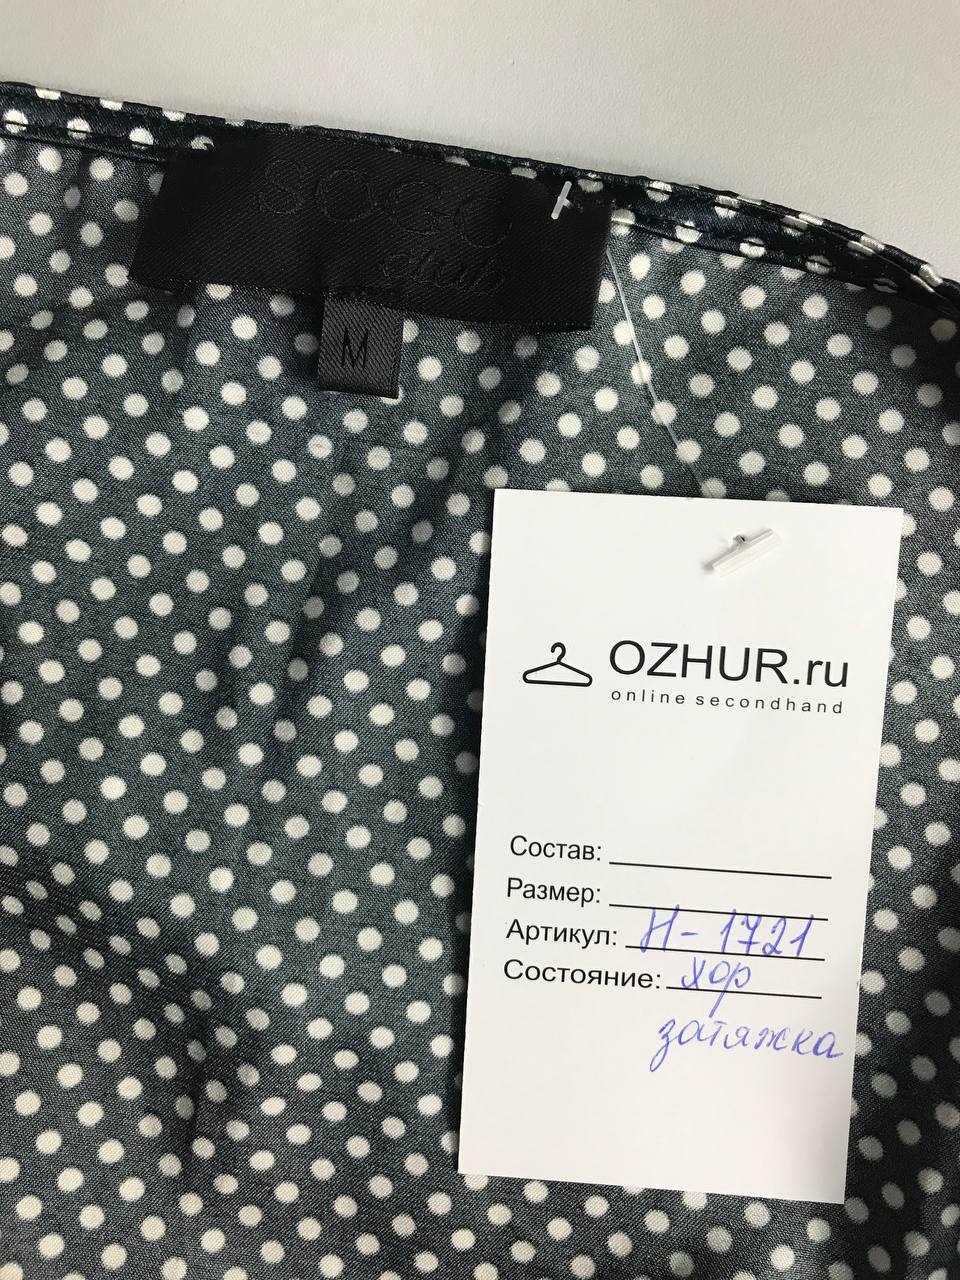 SOGO
club
M
OZHUR.ru
online secondhand
Состав:
Размер:
Артикул: Н-1721
Состояние: хор
затяжка